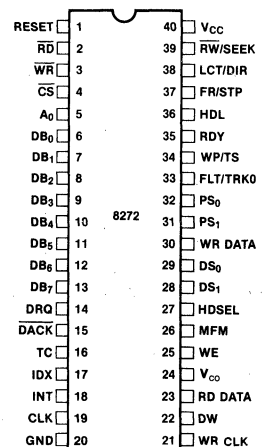 RESET 1 40 VCC
RD 2 39 RW/SEEK
WR 3 38 LCT/DIR
CS 4 37 FR/STP
A0 5 36 HDL
DB0 6 35 RDY
DB1 7 34 WP/TS
DB2 8 33 FLT/TRK0
DB3 9 32 PS0
DB4 10 8272 31 PS1
DB5 11 30 WR DATA
DB6 12 29 DS0
DB7 13 28 DS1
DRQ 14 27 HDSEL
DACK 15 26 MFM
TC 16 25 WE
IDX 17 24 VCO
INT 18 23 RD DATA
CLK 19 22 DW
GND 20 21 WR CLK